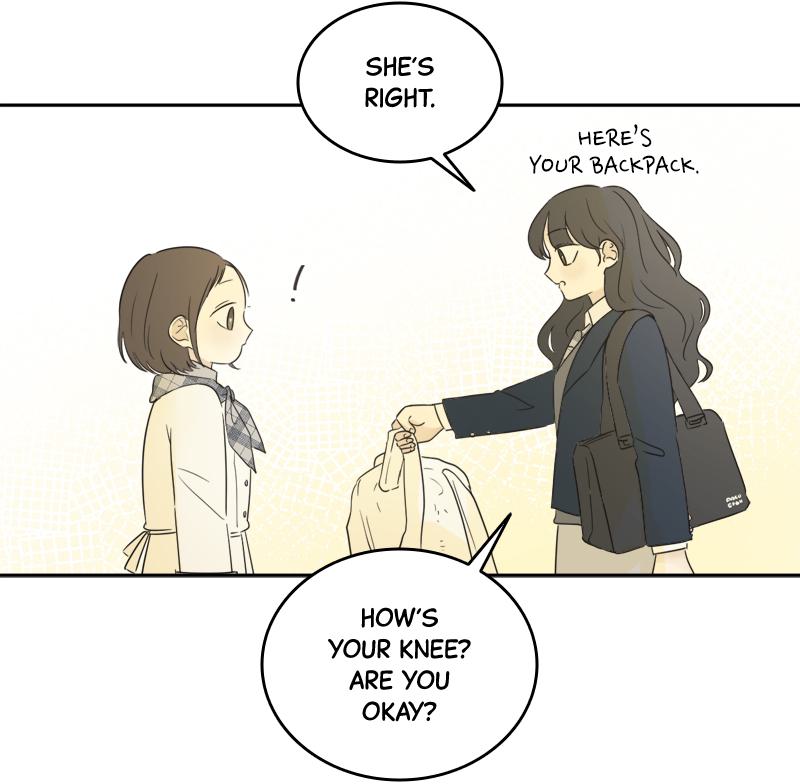 SHE'S
RIGHT.
HERE'S
YOUR BACKPACK.
HOW'S
YOUR KNEE?
ARE YOU
OKAY?